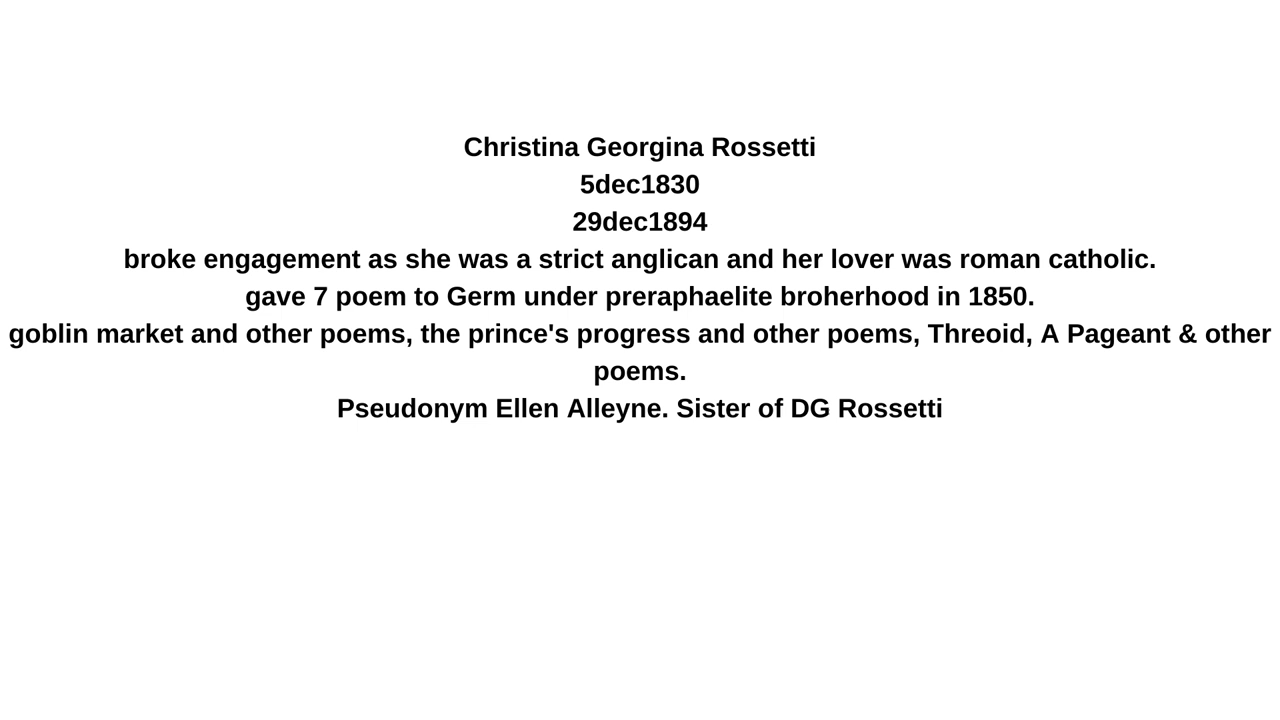 Christina Georgina Rossetti
5dec1830
29dec1894
broke engagement as she was a strict anglican and her lover was roman catholic.
gave 7 poem to Germ under preraphaelite broherhood in 1850.
goblin market and other poems, the prince's progress and other poems, Threoid, A Pageant & other
poems.
Pseudonym Ellen Alleyne. Sister of DG Rossetti